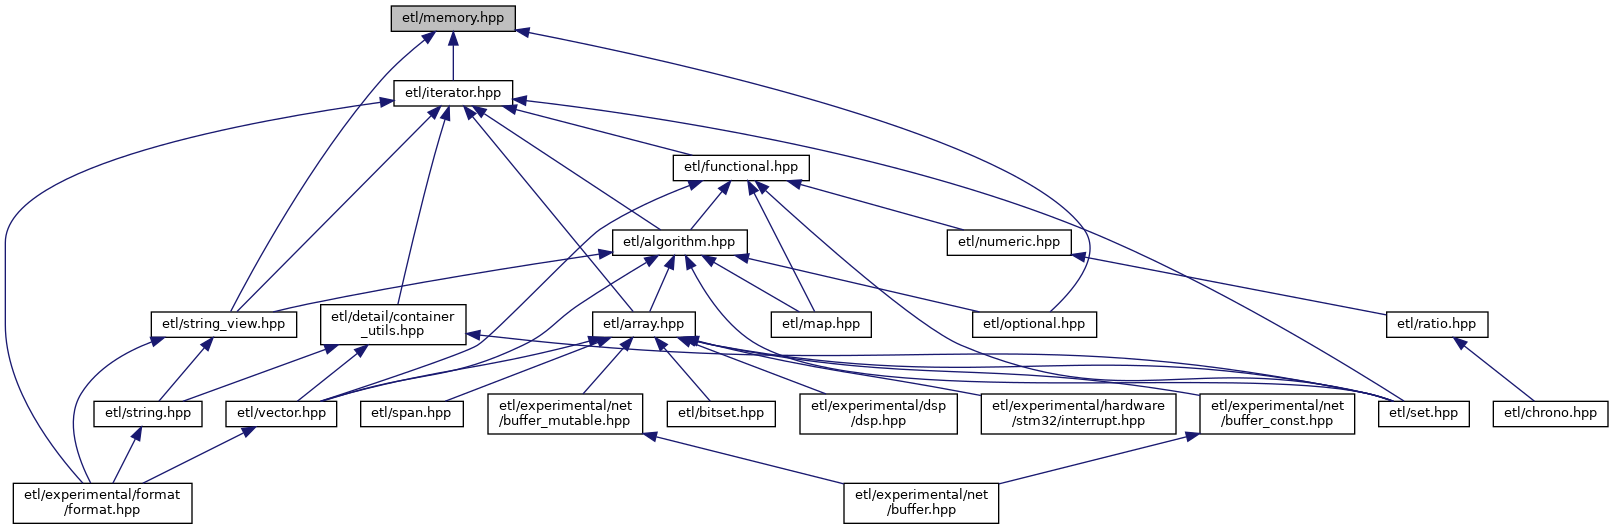 etl/memory.hpp
etl/iterator.hpp
etl/functional.hpp
etl/algorithm.hpp
etl/numeric.hpp
etl/string_view.hpp
etl/detail/container
_utils.hpp
etl/array.hpp
etl/map.hpp
etl/optional.hpp
etl/ratio.hpp
etl/string.hpp
etl/vector.hpp
etl/span.hpp
etl/experimental/net
/buffer_mutable.hpp
etl/bitset.hpp
etl/experimental/dsp
/dsp.hpp
etl/experimental/hardware
/stm32/interrupt.hpp
etl/experimental/net
/buffer_const.hpp
etl/set.hpp
etl/chrono.hpp
etl/experimental/format
/format.hpp
etl/experimental/net
/buffer.hpp